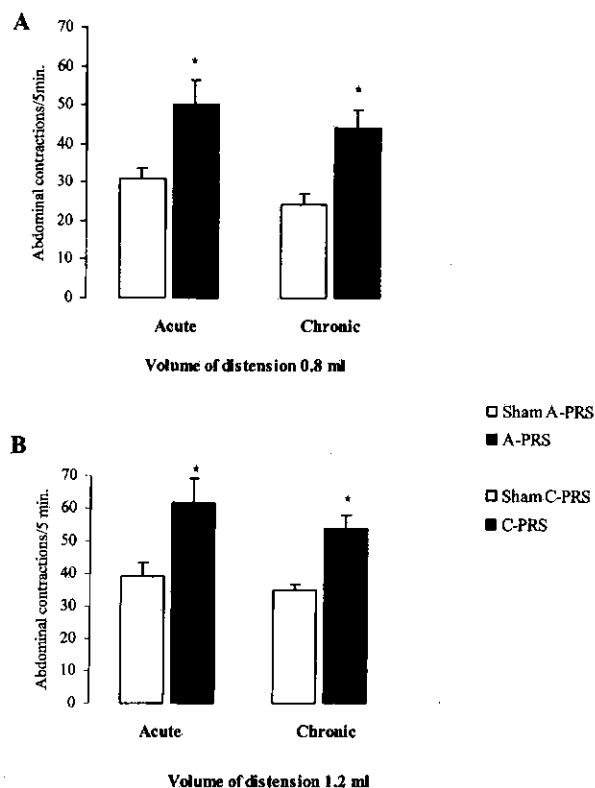 A
Abdominal contractions/5min.
70
60
50
40
30
20
10
0
*
*
Acute Chronic
Volume of distension 0.8 ml
Sham A-PRS
A-PRS
Sham C-PRS
C-PRS
B
Abdominal contractions/5 min.
70
60
50
40
30
20
10
0
*
*
Acute Chronic
Volume of distension 1.2 ml